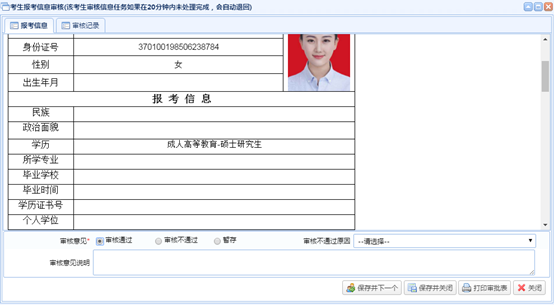 考生报考信息审核(该考生审核信息任务如果在20分钟内未处理完成，会自动退回)
报考信息 审核记录
身份证号 370100198506238784
性别 女
出生年月
报 考 信 息
民族
政治面貌
学历 成人高等教育-硕士研究生
所学专业
毕业学校
毕业时间
学历证书号
个人学位
审核意见* 审核通过 审核不通过 暂存 审核不通过原因 --请选择--
审核意见说明
保存并下一个 保存并关闭 打印审批表 关闭